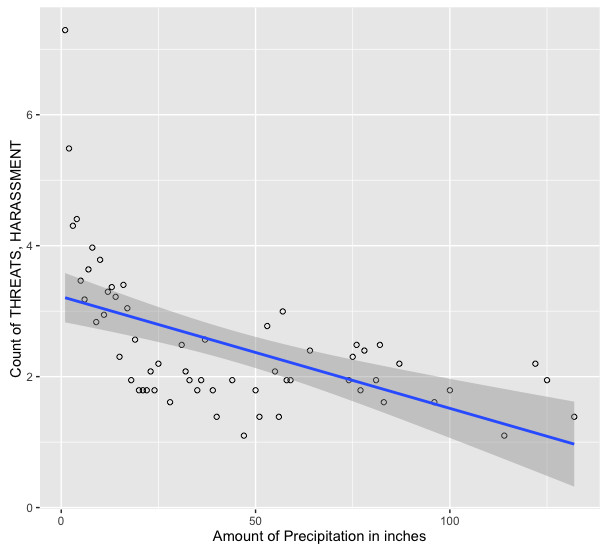 Count of THREATS, HARASSMENT
6
4
2
0
0 50 100
Amount of Precipitation in inches